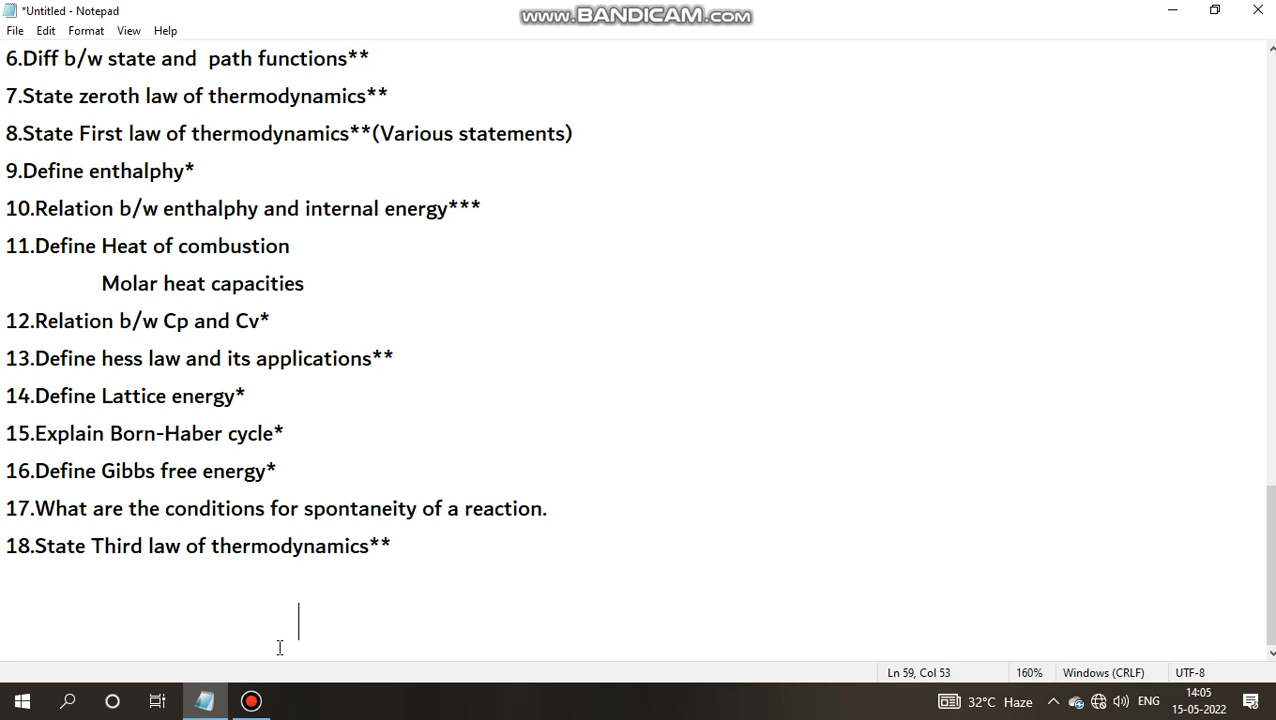 *Untitled - Notepad
www.BANDICAM.com
File Edit Format View Help
6.Diff b/w state and  path functions**
7.State zeroth law of thermodynamics**
8.State First law of thermodynamics**(Various statements)
9.Define enthalphy*
10.Relation b/w enthalphy and internal energy***
11.Define Heat of combustion
Molar heat capacities
12.Relation b/w Cp and Cv*
13.Define hess law and its applications**
14.Define Lattice energy*
15.Explain Born-Haber cycle*
16.Define Gibbs free energy*
17.What are the conditions for spontaneity of a reaction.
18.State Third law of thermodynamics**
Ln 59, Col 53 160% Windows (CRLF) UTF-8
32°C Haze ENG 14:05
15-05-2022